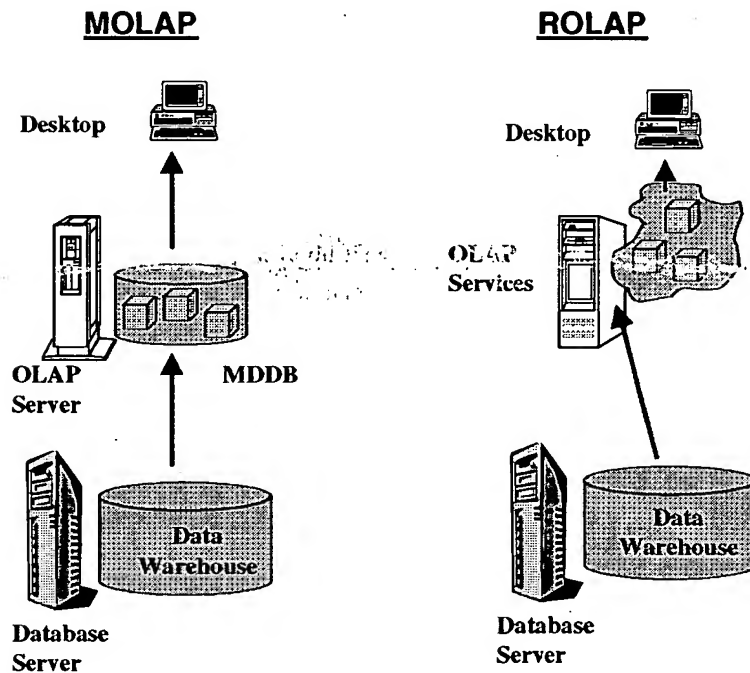 MOLAP
Desktop
OLAP
Server
MDDB
Data
Warehouse
Database
Server
ROLAP
Desktop
OLAP
Services
Data
Warehouse
Database
Server